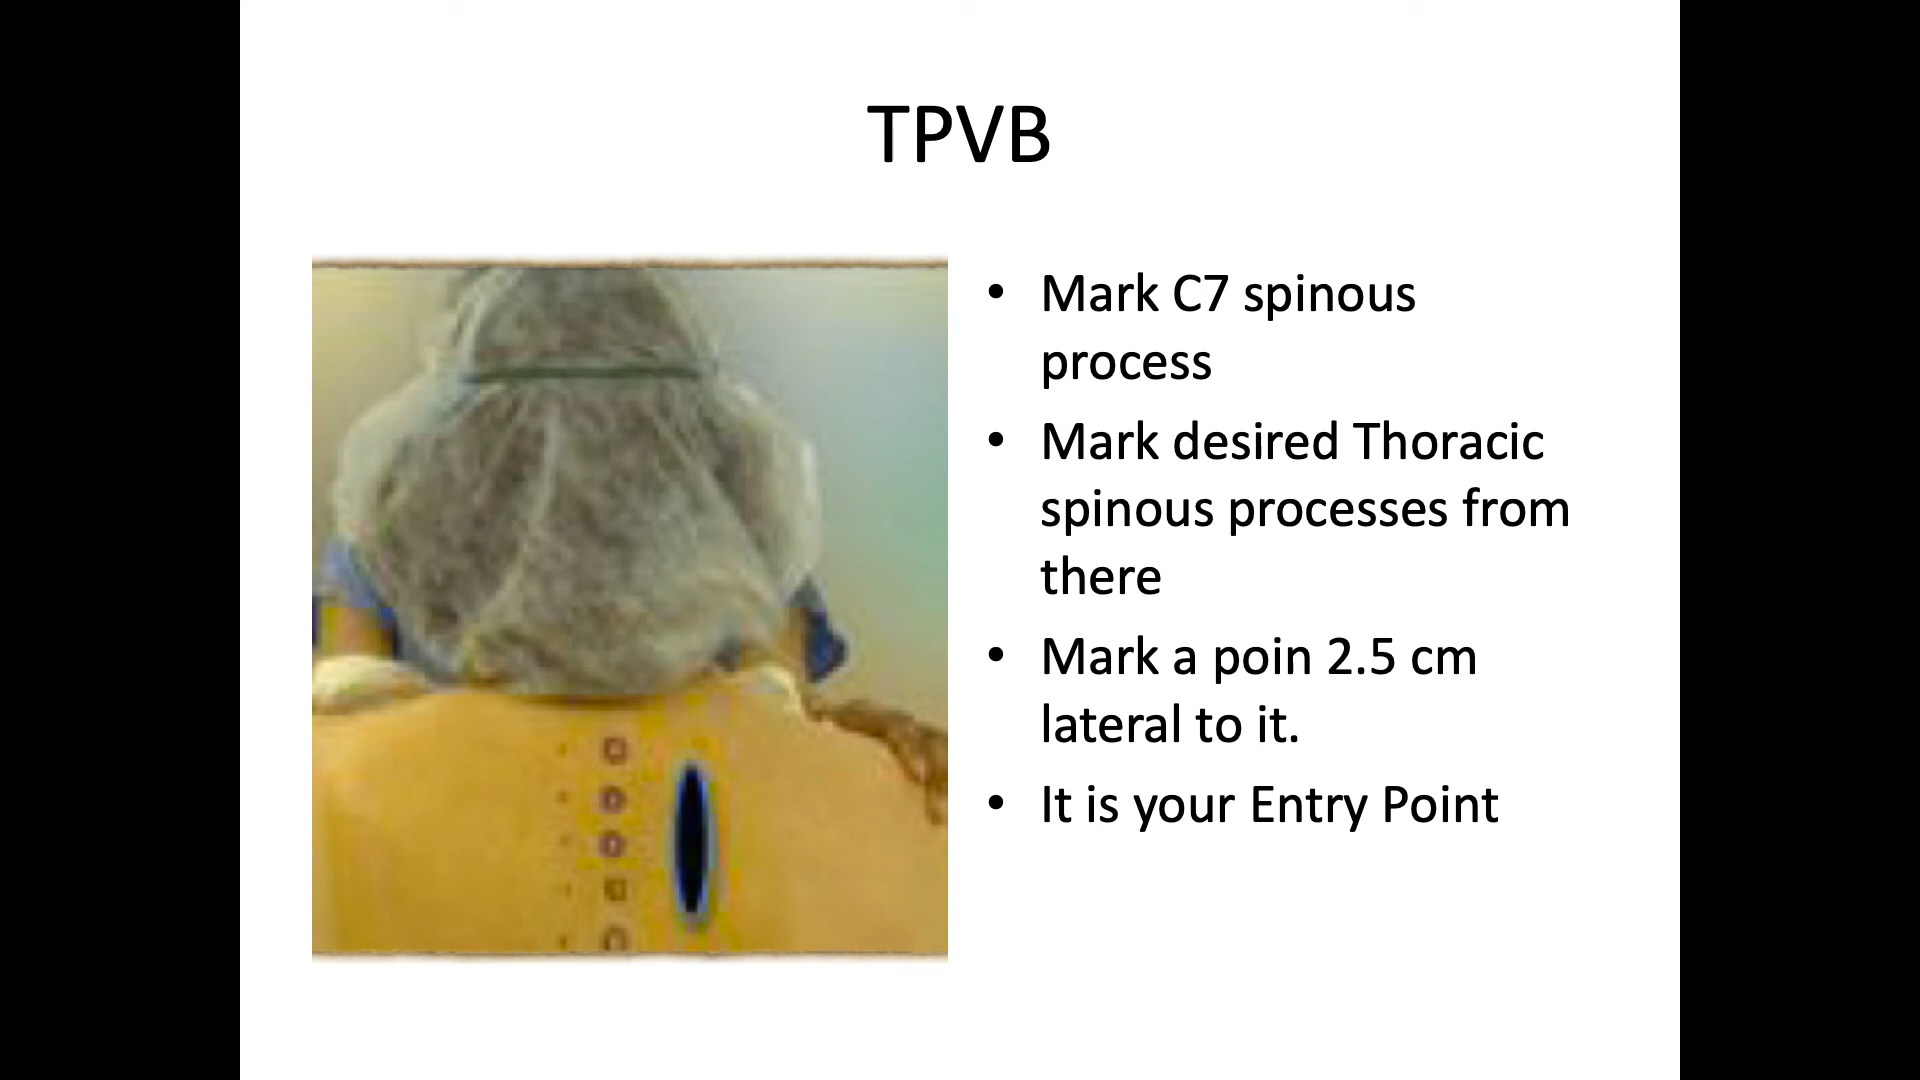 TPVB
• Mark C7 spinous
process
• Mark desired Thoracic
spinous processes from
there
• Mark a poin 2.5 cm
lateral to it.
• It is your Entry Point